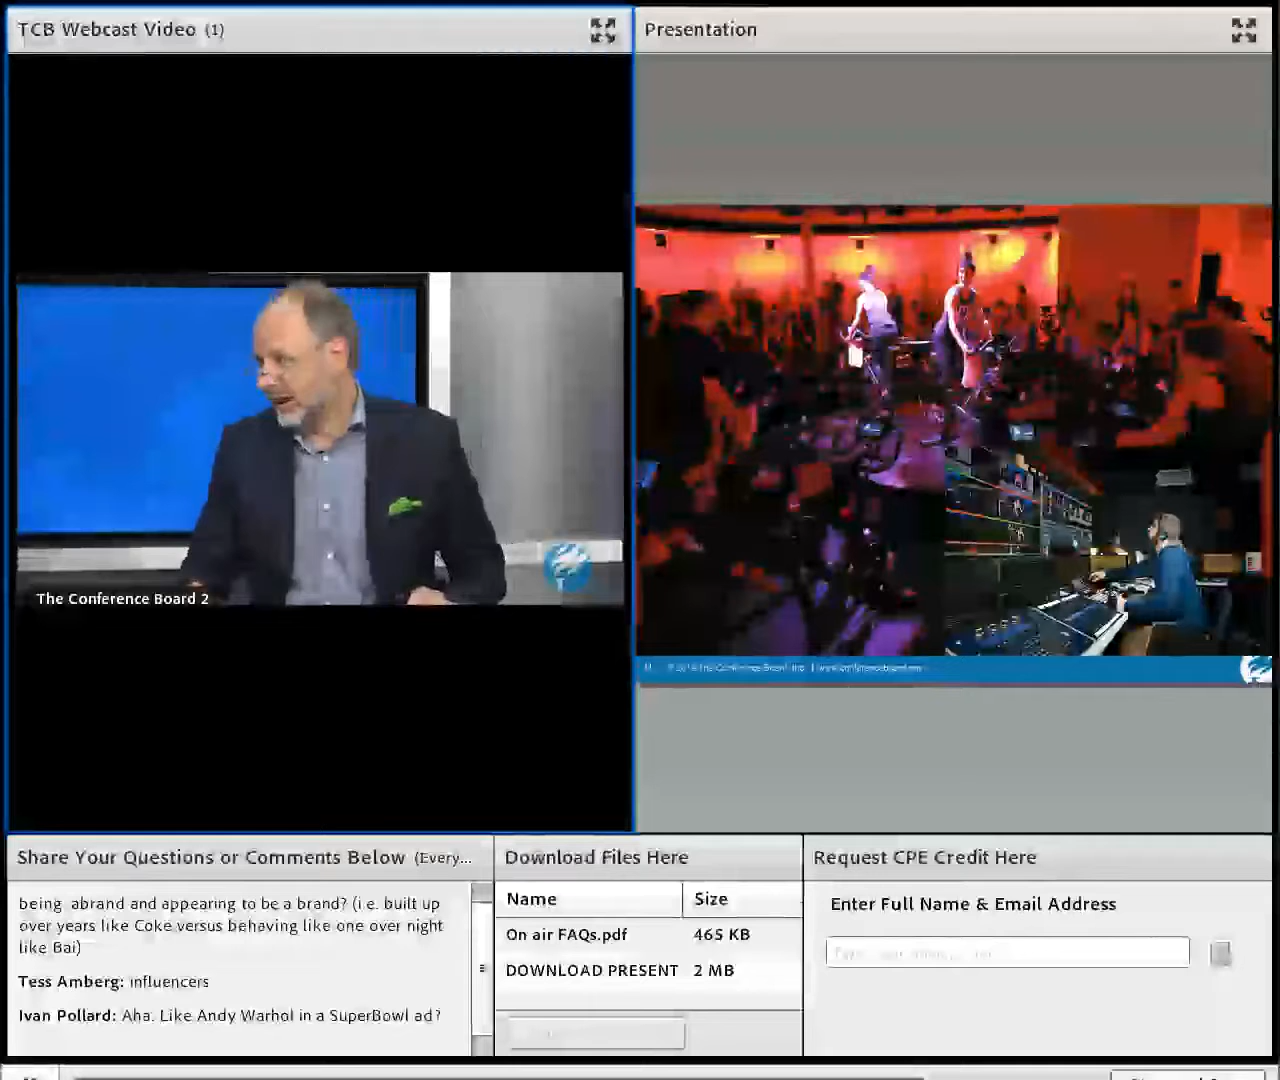 TCB Webcast Video (1)
Presentation
The Conference Board 2
Share Your Questions or Comments Below (Every...
being abrand and appearing to be a brand? (i.e. built up
over years like Coke versus behaving like one over night
like Bai)
Tess Amberg: influencers
Ivan Pollard: Aha. Like Andy Warhol in a SuperBowl ad?
Download Files Here
Name Size
On air FAQs.pdf 465 KB
DOWNLOAD PRESENT 2 MB
Request CPE Credit Here
Enter Full Name & Email Address